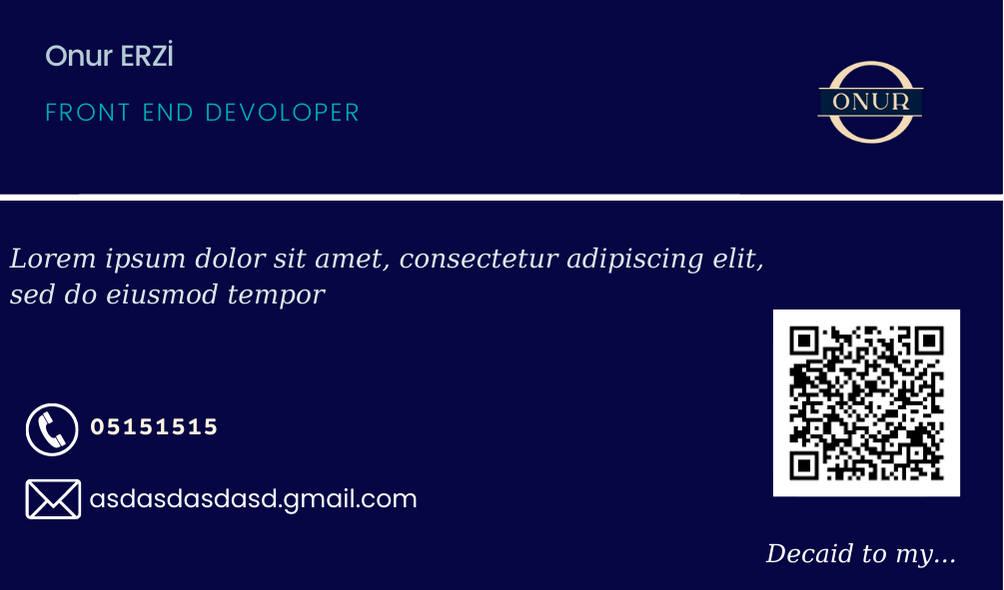 Onur ERZİ
FRONT END DEVOLOPER
ONUR
Lorem ipsum dolor sit amet, consectetur adipiscing elit,
sed do eiusmod tempor
05151515
asdasdasdasd.gmail.com
Decaid to my...